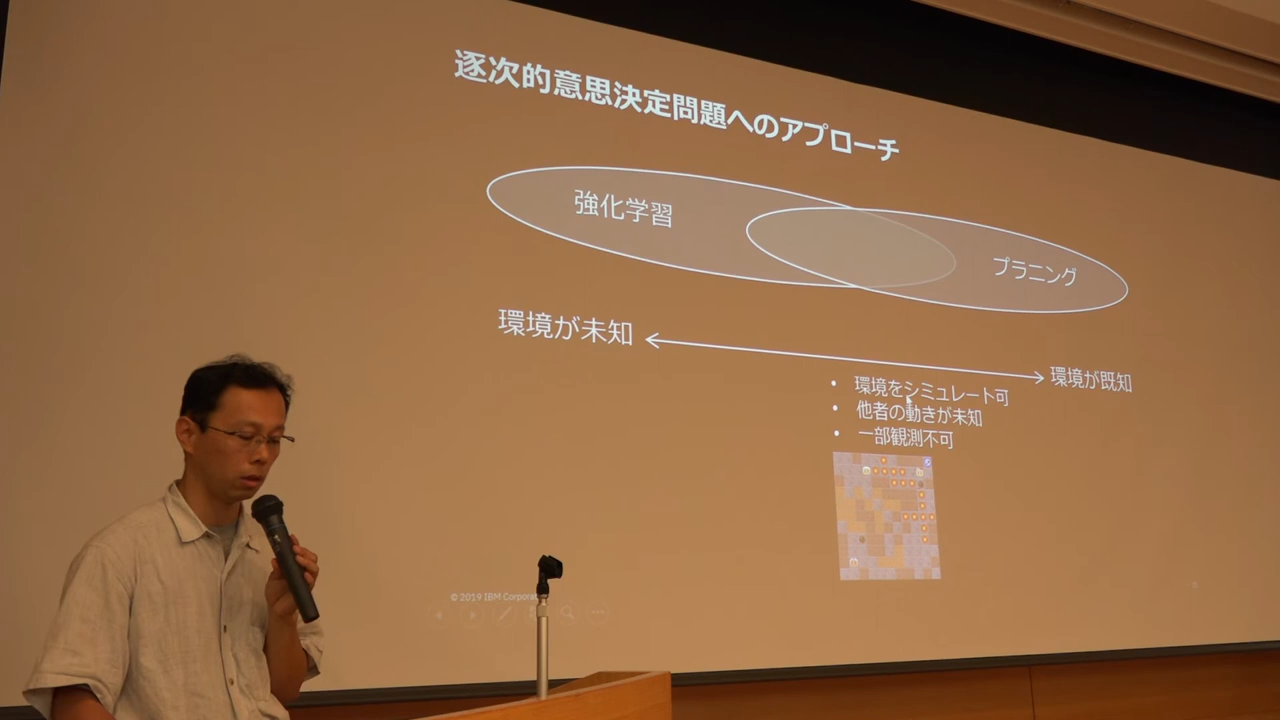 逐次的意思決定問題へのアプローチ
強化学習
プラニング
環境が未知
環境が既知
• 環境をシミュレート可
• 他者の動きが未知
• 一部観測不可
© 2019 IBM Corporation